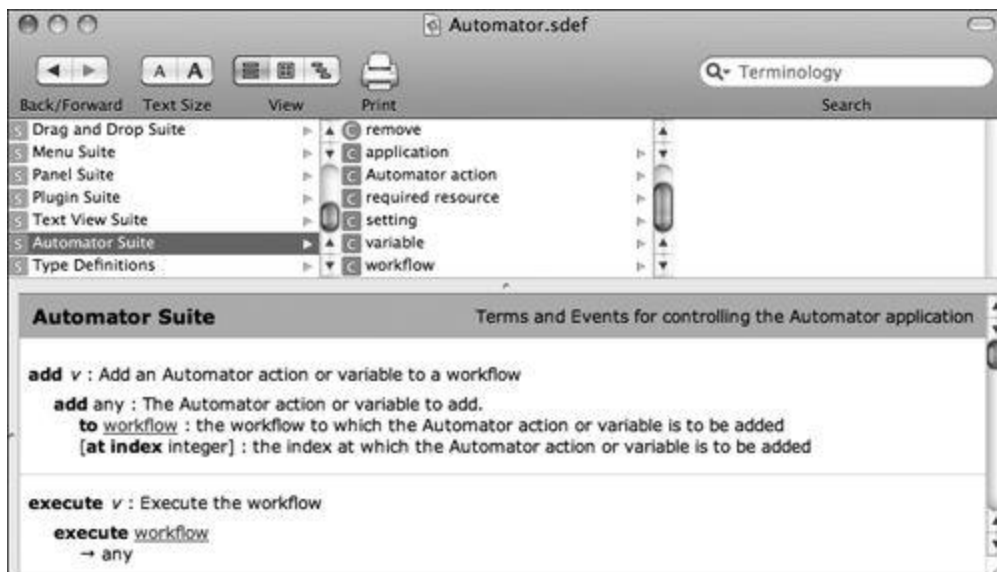 Automator.sdef
A A
Terminology
Back/Forward Text Size View Print Search
S Drag and Drop Suite
S Menu Suite
S Panel Suite
S Plugin Suite
S Text View Suite
S Automator Suite
S Type Definitions
C remove
C application
C Automator action
C required resource
C setting
C variable
C workflow
Automator Suite Terms and Events for controlling the Automator application
add v : Add an Automator action or variable to a workflow
add any : The Automator action or variable to add.
to workflow : the workflow to which the Automator action or variable is to be added
[at index integer] : the index at which the Automator action or variable is to be added
execute v : Execute the workflow
execute workflow
→ any